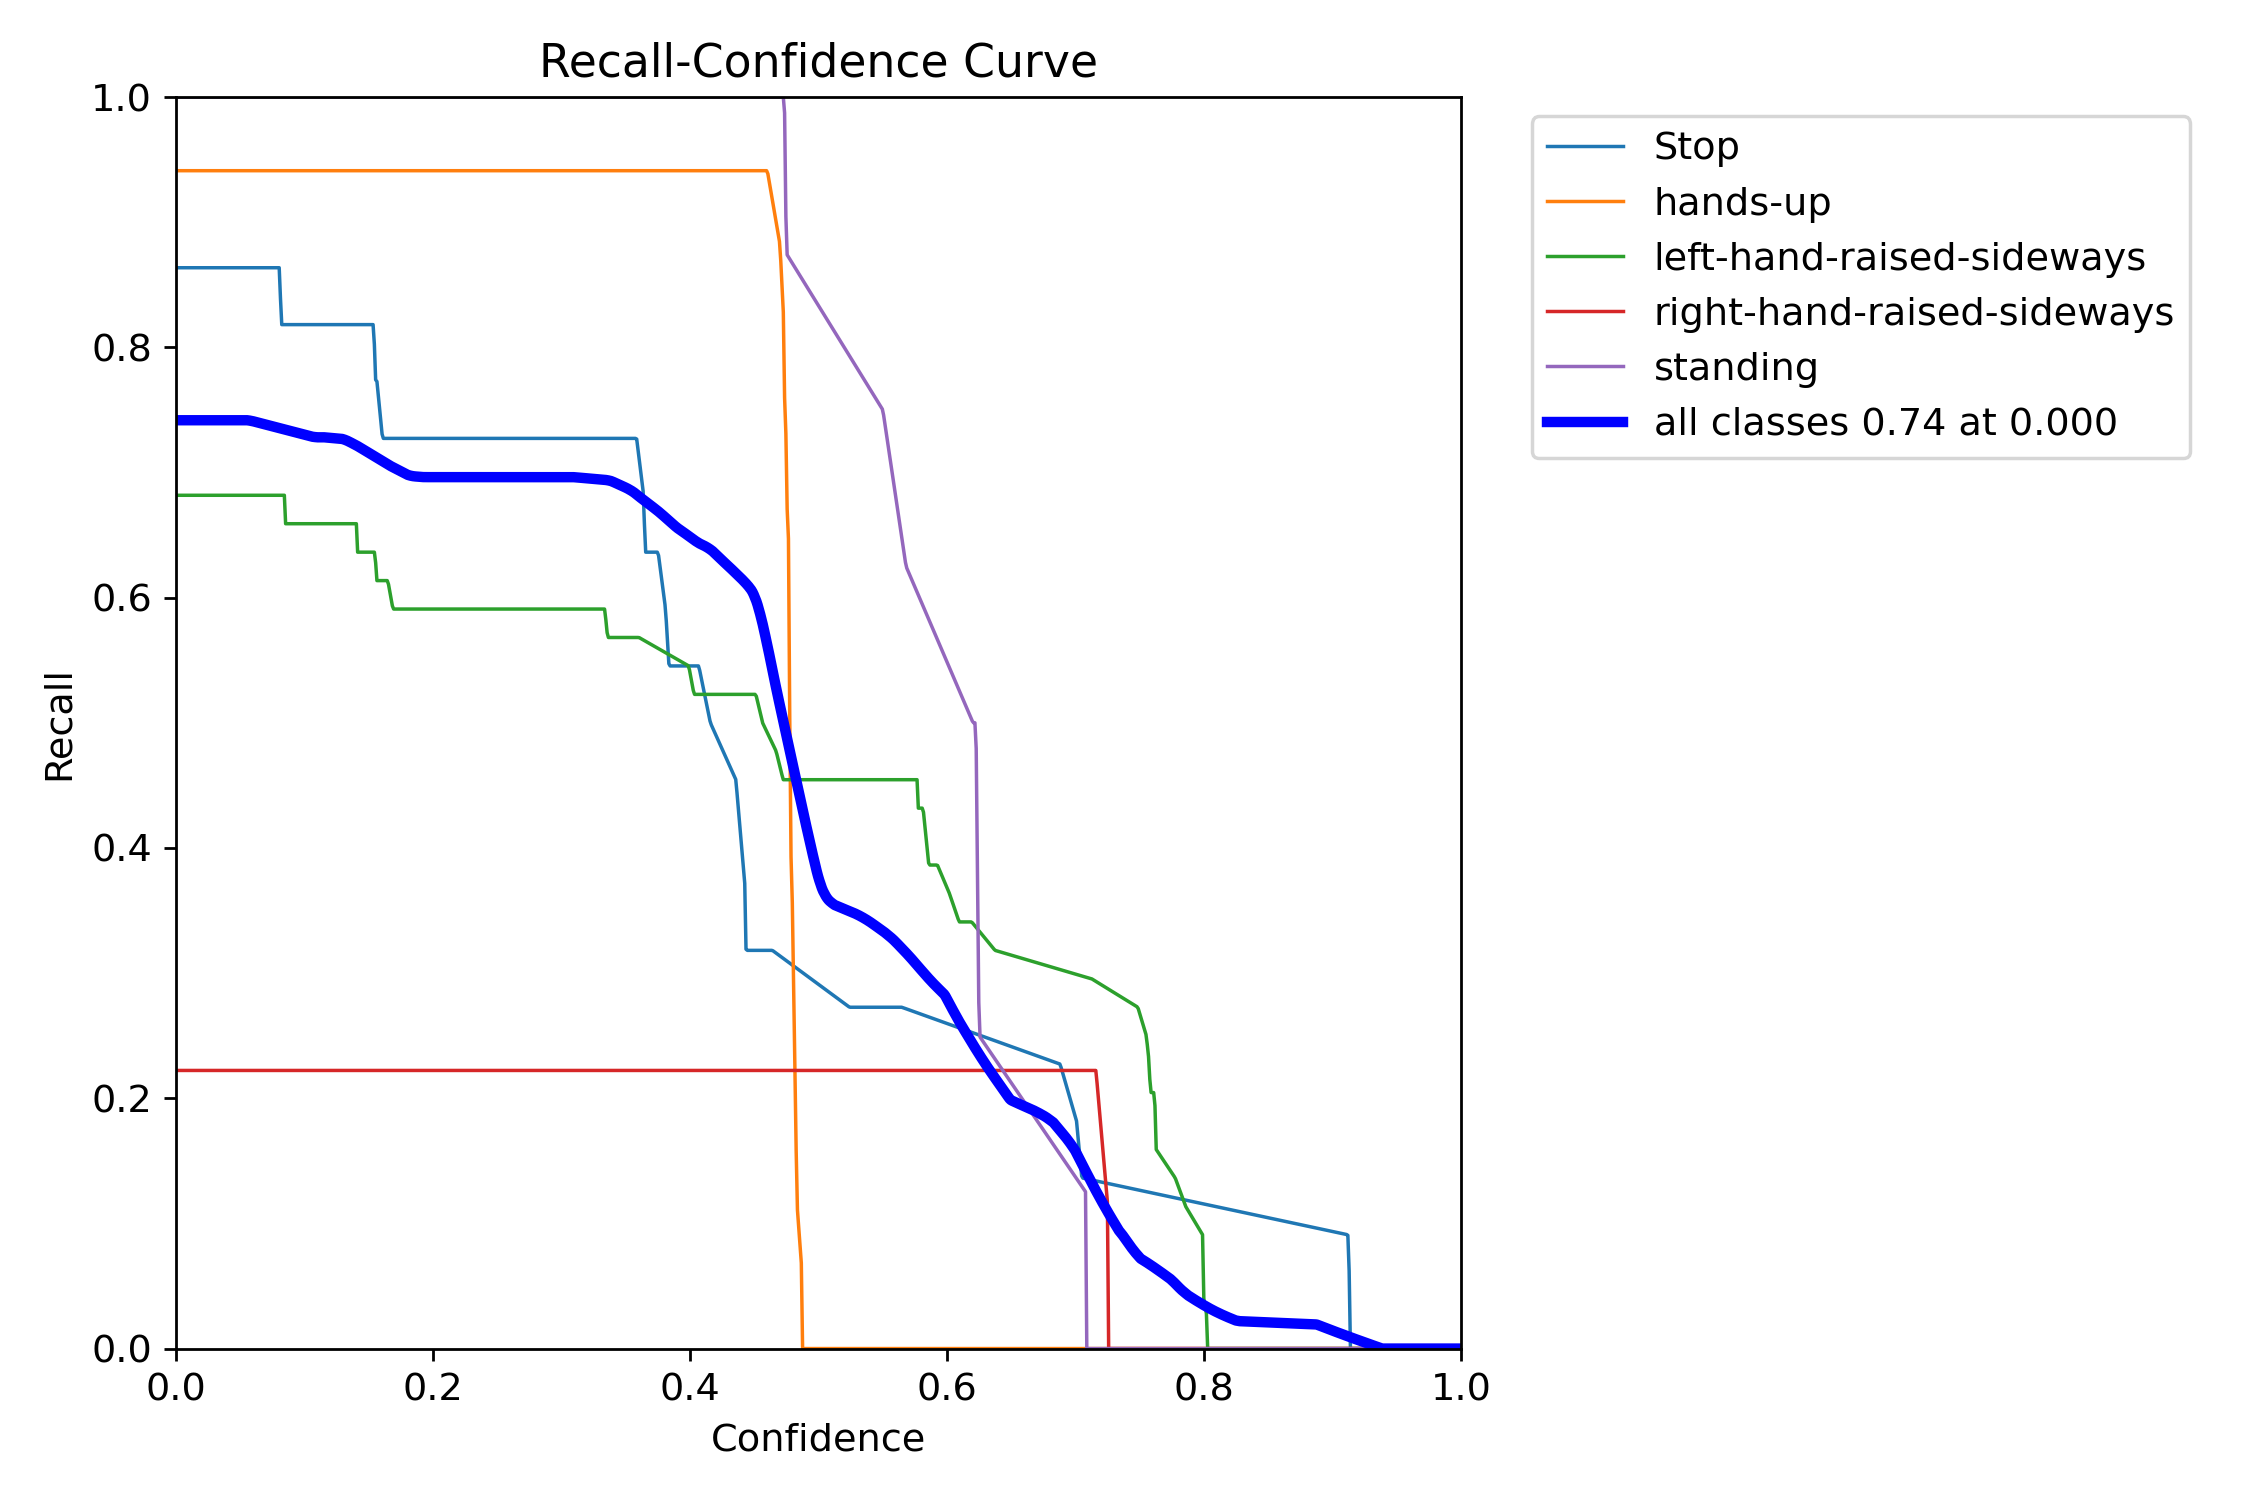 Recall-Confidence Curve
1.0
0.8
0.6
0.4
0.2
0.0
Recall
0.0 0.2 0.4 0.6 0.8 1.0
Confidence
Stop
hands-up
left-hand-raised-sideways
right-hand-raised-sideways
standing
all classes 0.74 at 0.000